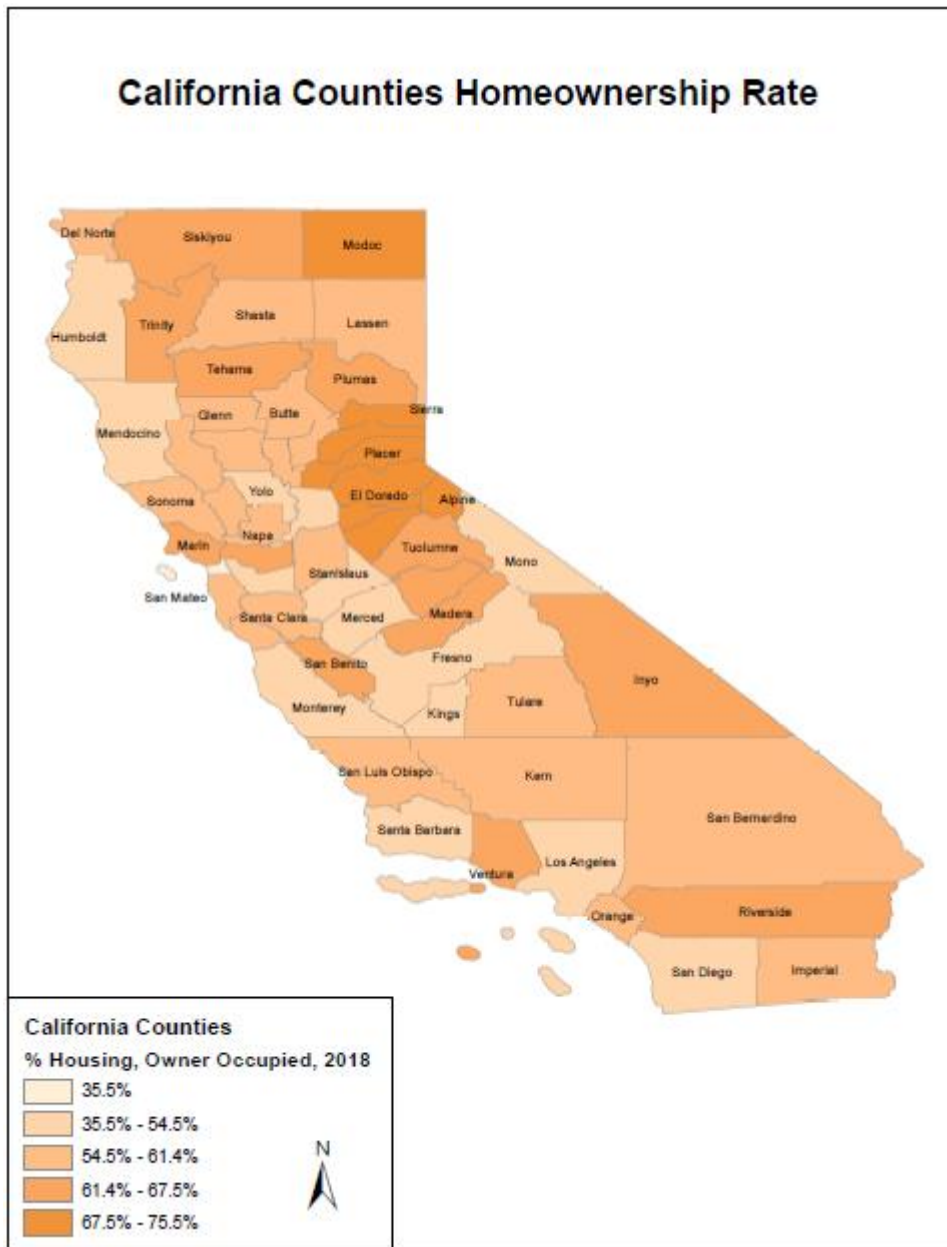 California Counties Homeownership Rate
Del Norte
Siskiyou
Modoc
Shasta
Lassen
Trinity
Humboldt
Tehama
Plumas
Sierra
Glenn
Butte
Mendocino
Placer
Yolo
El Dorado
Alpine
Sonoma
Napa
Marin
Tuolumne
Mono
Stanislaus
San Mateo
Santa Clara
Merced
Madera
San Benito
Fresno
Inyo
Monterey
Kings
Tulare
San Luis Obispo
Kern
San Bernardino
Santa Barbara
Los Angeles
Ventura
Orange
Riverside
San Diego
Imperial
California Counties
% Housing, Owner Occupied, 2018
35.5%
35.5% - 54.5%
54.5% - 61.4%
61.4% - 67.5%
67.5% - 75.5%
N